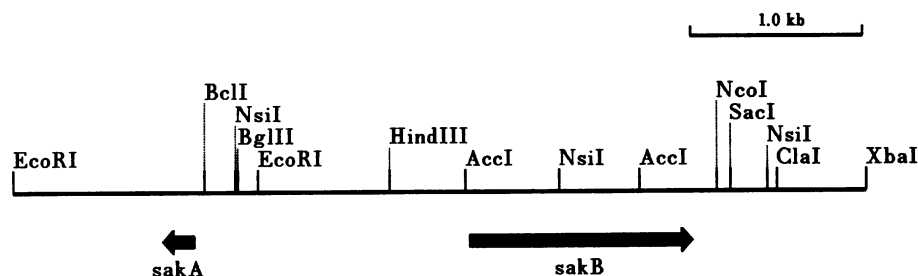 1.0 kb
BclI
NcoI
NsiI
SacI
BglII
HindIII
NsiI
EcoRI
EcoRI
AccI
NsiI
AccI
ClaI
XbaI
sakA
sakB